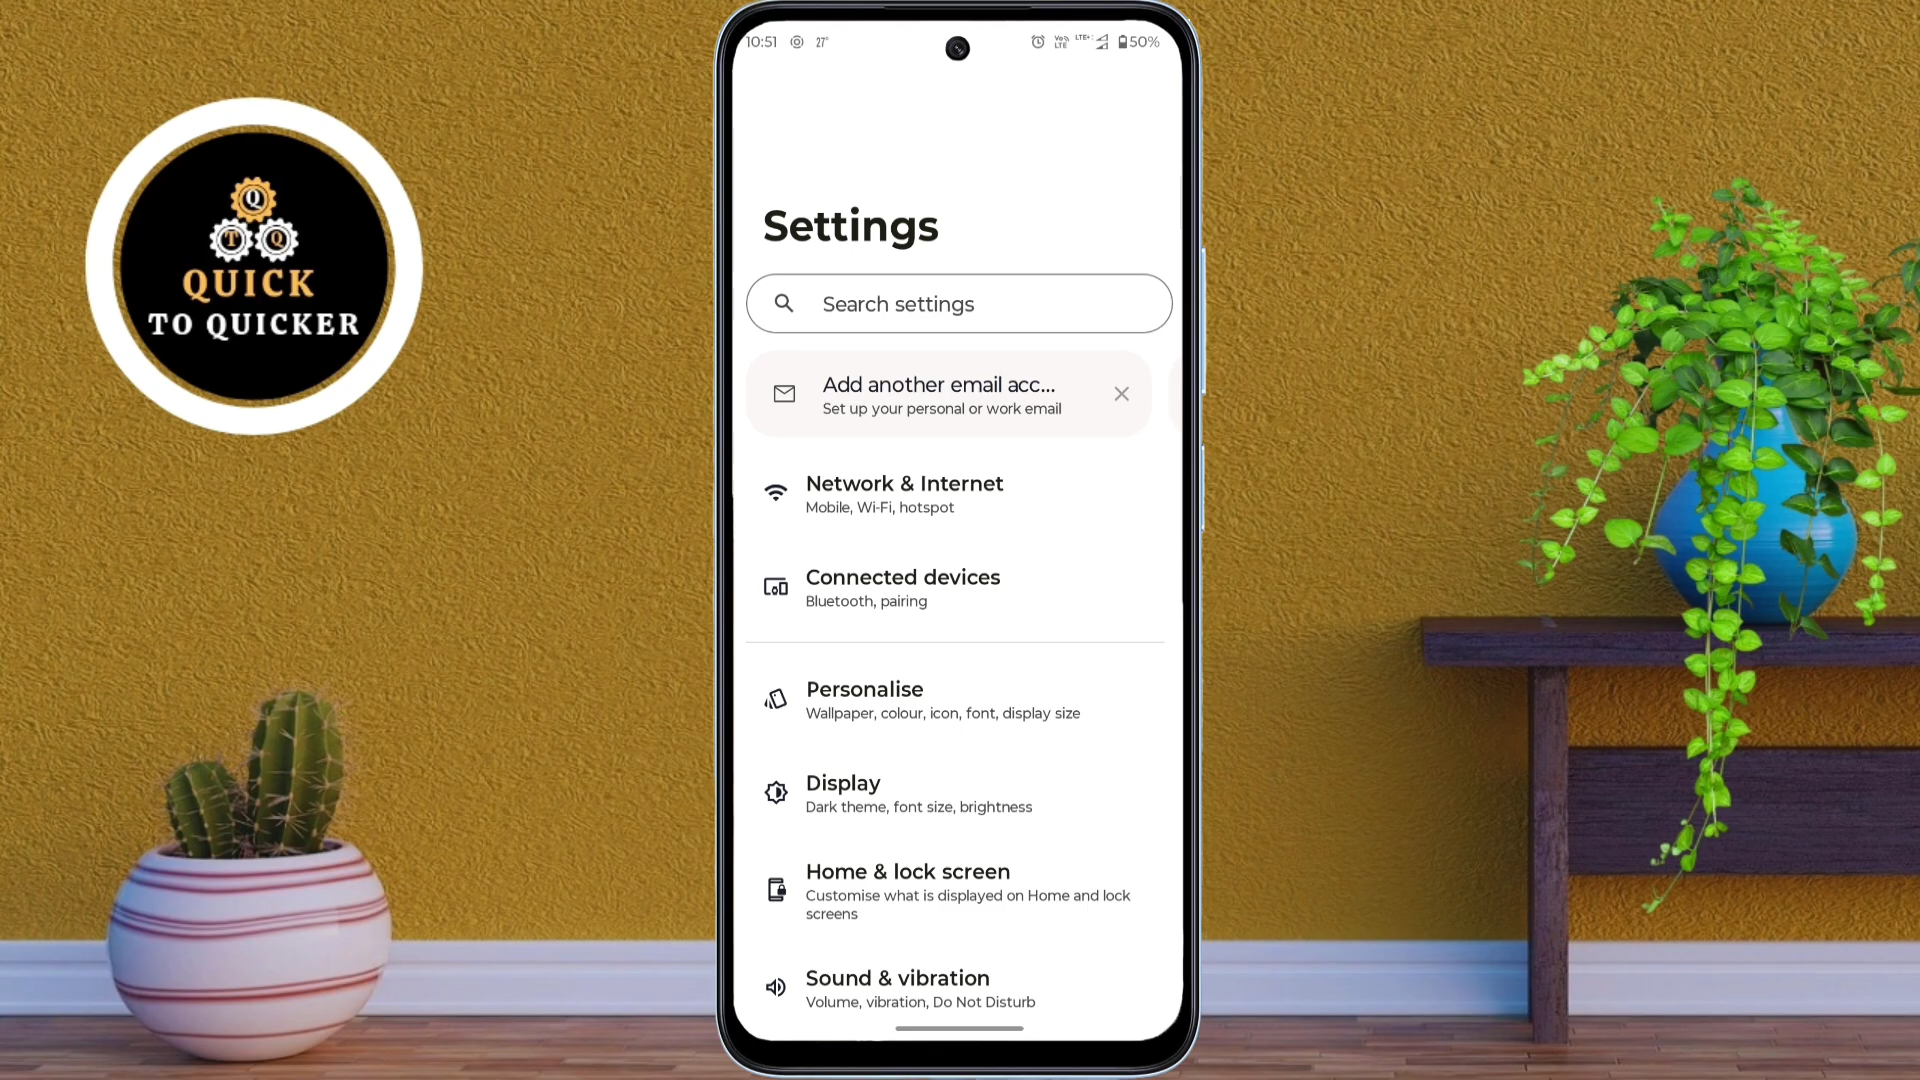 10:51 27° Vo LTE LTE+ 50%
Q
T Q
QUICK
TO QUICKER
Settings
Search settings
Add another email acc...
Set up your personal or work email
Network & Internet
Mobile, Wi-Fi, hotspot
Connected devices
Bluetooth, pairing
Personalise
Wallpaper, colour, icon, font, display size
Display
Dark theme, font size, brightness
Home & lock screen
Customise what is displayed on Home and lock
screens
Sound & vibration
Volume, vibration, Do Not Disturb